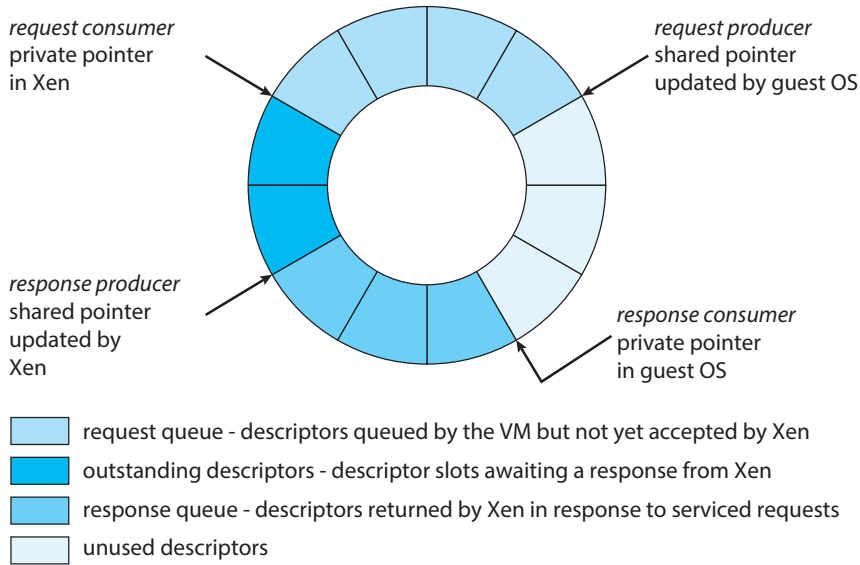 request consumer
private pointer
in Xen
request producer
shared pointer
updated by guest OS
response producer
shared pointer
updated by
Xen
response consumer
private pointer
in guest OS
request queue - descriptors queued by the VM but not yet accepted by Xen
outstanding descriptors - descriptor slots awaiting a response from Xen
response queue - descriptors returned by Xen in response to serviced requests
unused descriptors